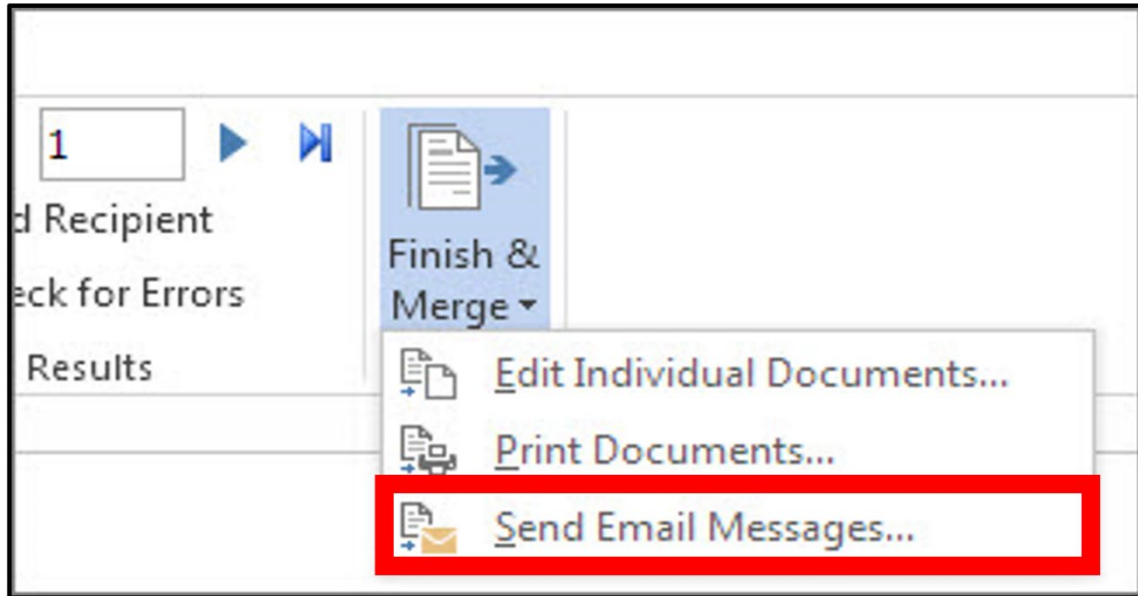 1
d Recipient
eck for Errors
Results
Finish &
Merge
Edit Individual Documents...
Print Documents...
Send Email Messages...